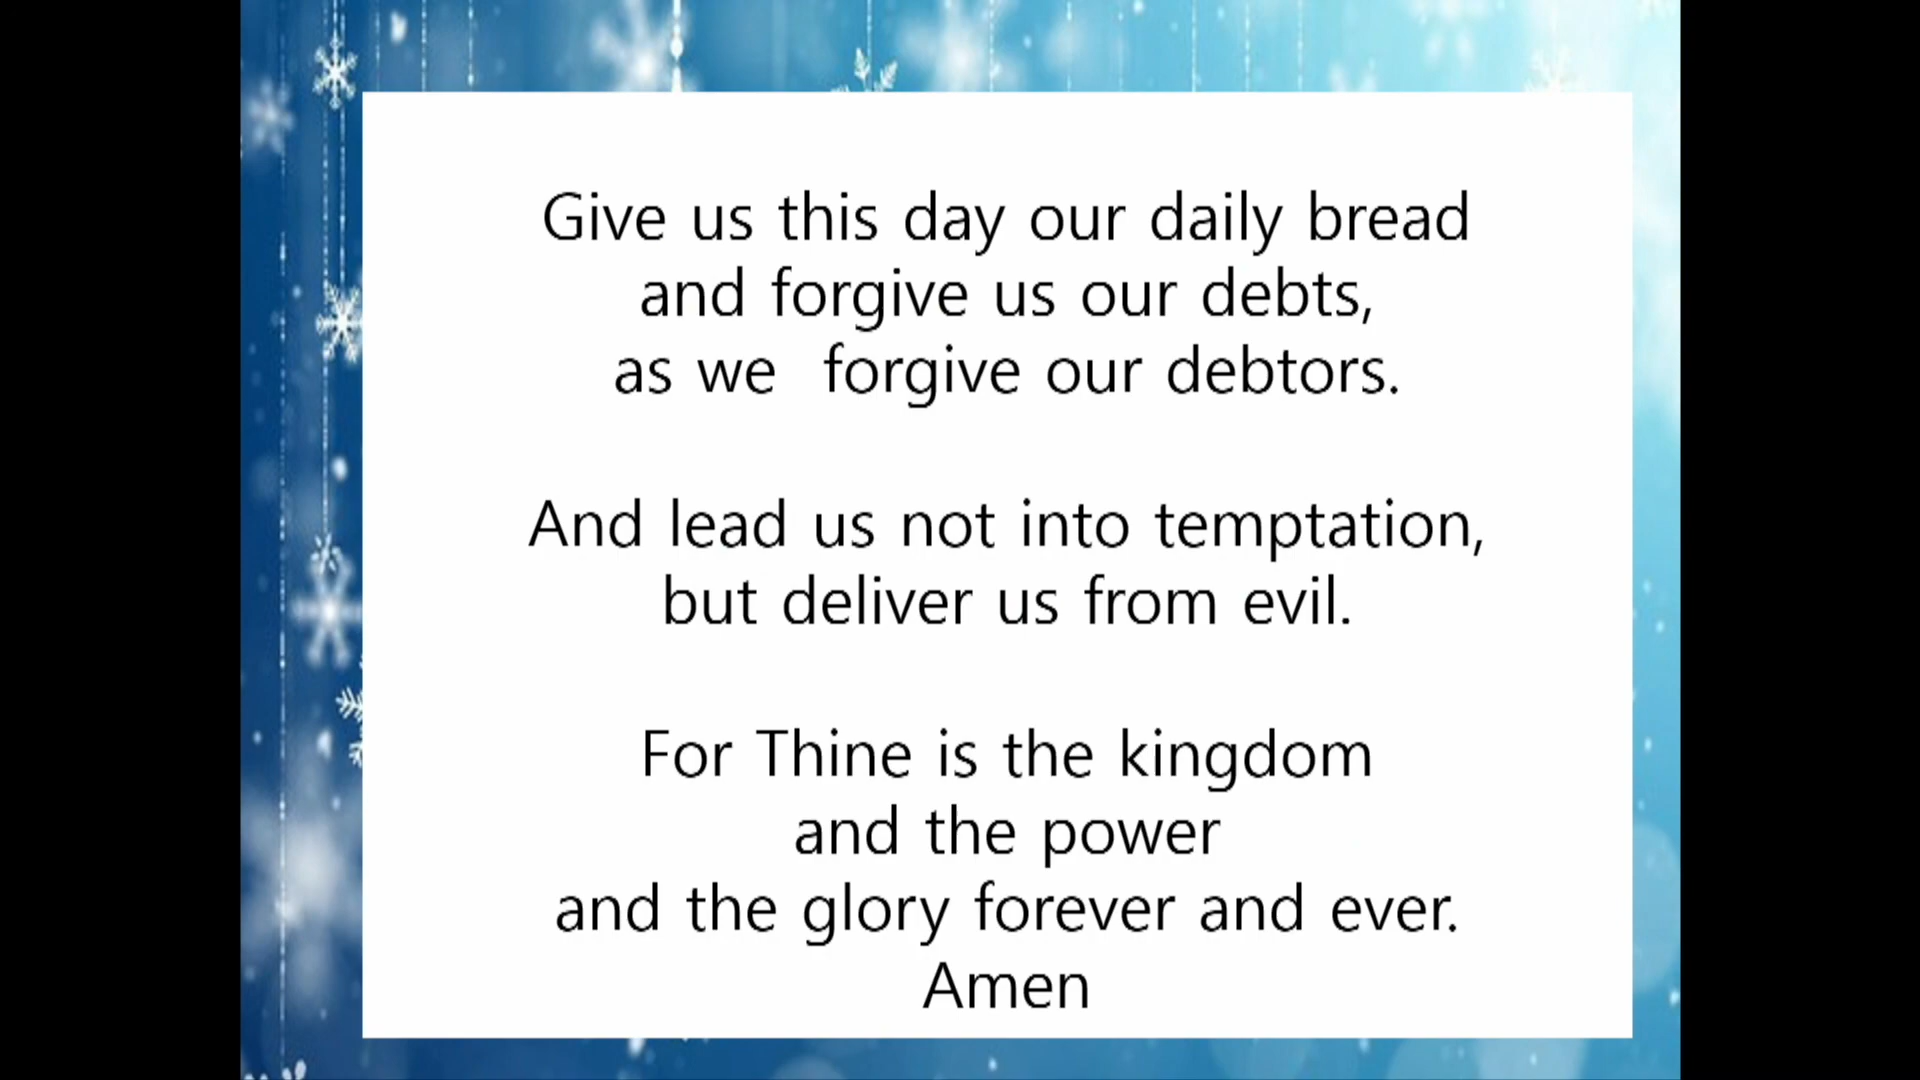 Give us this day our daily bread
and forgive us our debts,
as we  forgive our debtors.
And lead us not into temptation,
but deliver us from evil.
For Thine is the kingdom
and the power
and the glory forever and ever.
Amen